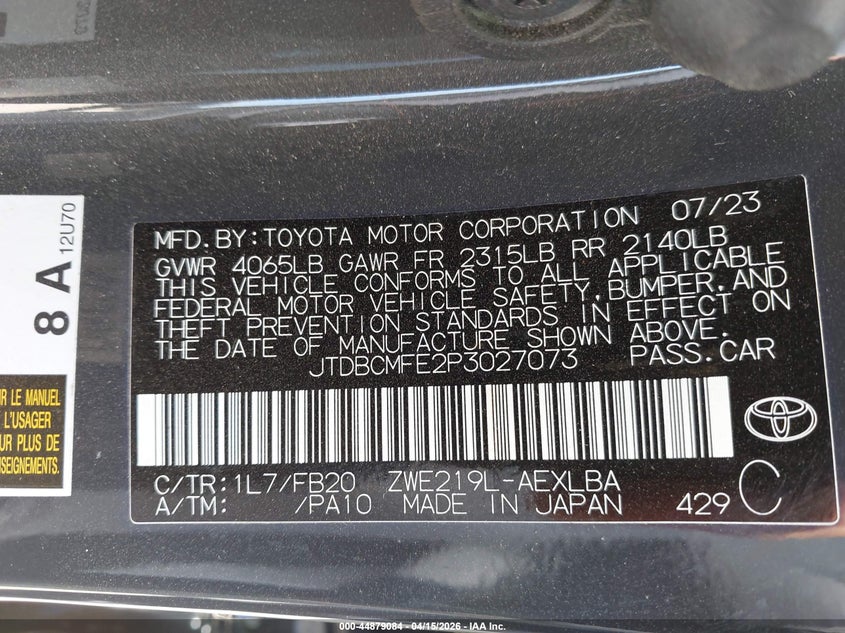 8 A
12U70
R LE MANUEL
L'USAGER
UR PLUS DE
SEIGNEMENTS.
MFD.BY:TOYOTA MOTOR CORPORATION 07/23
GVWR 4065LB GAWR FR 2315LB RR 2140LB
THIS VEHICLE CONFORMS TO ALL APPLICABLE
FEDERAL MOTOR VEHICLE SAFETY,BUMPER,AND
THEFT PREVENTION STANDARDS IN EFFECT ON
THE DATE OF MANUFACTURE SHOWN ABOVE.
JTDBCMFE2P3027073 PASS.CAR
C/TR:1L7/FB20 ZWE219L-AEXLBA
A/TM: /PA10 MADE IN JAPAN 429 C
000-44879084 - 04/15/2026 - IAA Inc.